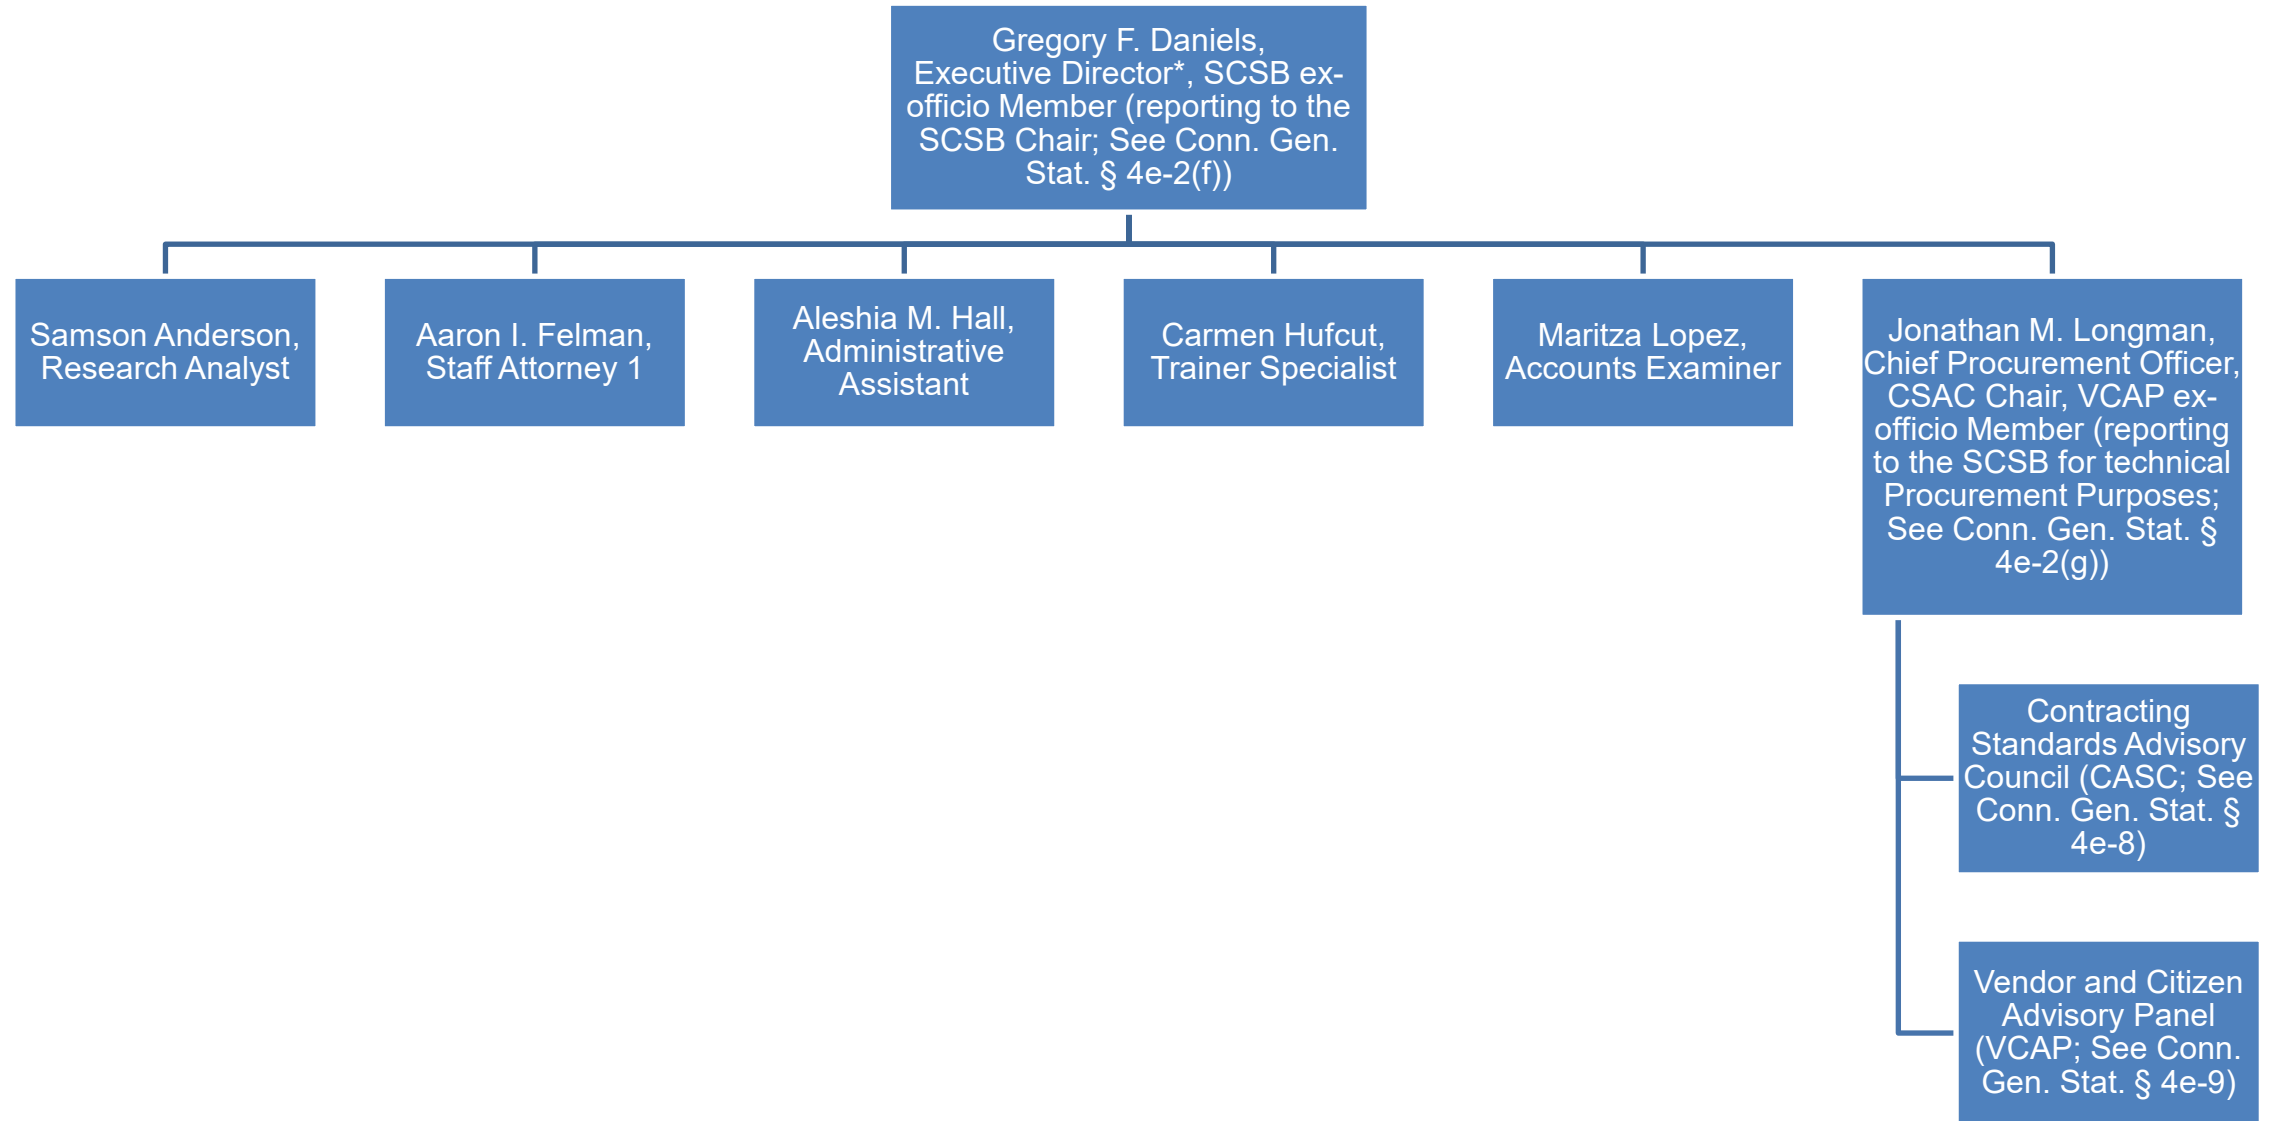 Gregory F. Daniels,
Executive Director*, SCSB ex-
officio Member (reporting to the
SCSB Chair; See Conn. Gen.
Stat. § 4e-2(f))
Samson Anderson,
Research Analyst
Aaron I. Felman,
Staff Attorney 1
Aleshia M. Hall,
Administrative
Assistant
Carmen Hufcut,
Trainer Specialist
Maritza Lopez,
Accounts Examiner
Jonathan M. Longman,
Chief Procurement Officer,
CSAC Chair, VCAP ex-
officio Member (reporting
to the SCSB for technical
Procurement Purposes;
See Conn. Gen. Stat. §
4e-2(g))
Contracting
Standards Advisory
Council (CASC; See
Conn. Gen. Stat. §
4e-8)
Vendor and Citizen
Advisory Panel
(VCAP; See Conn.
Gen. Stat. § 4e-9)